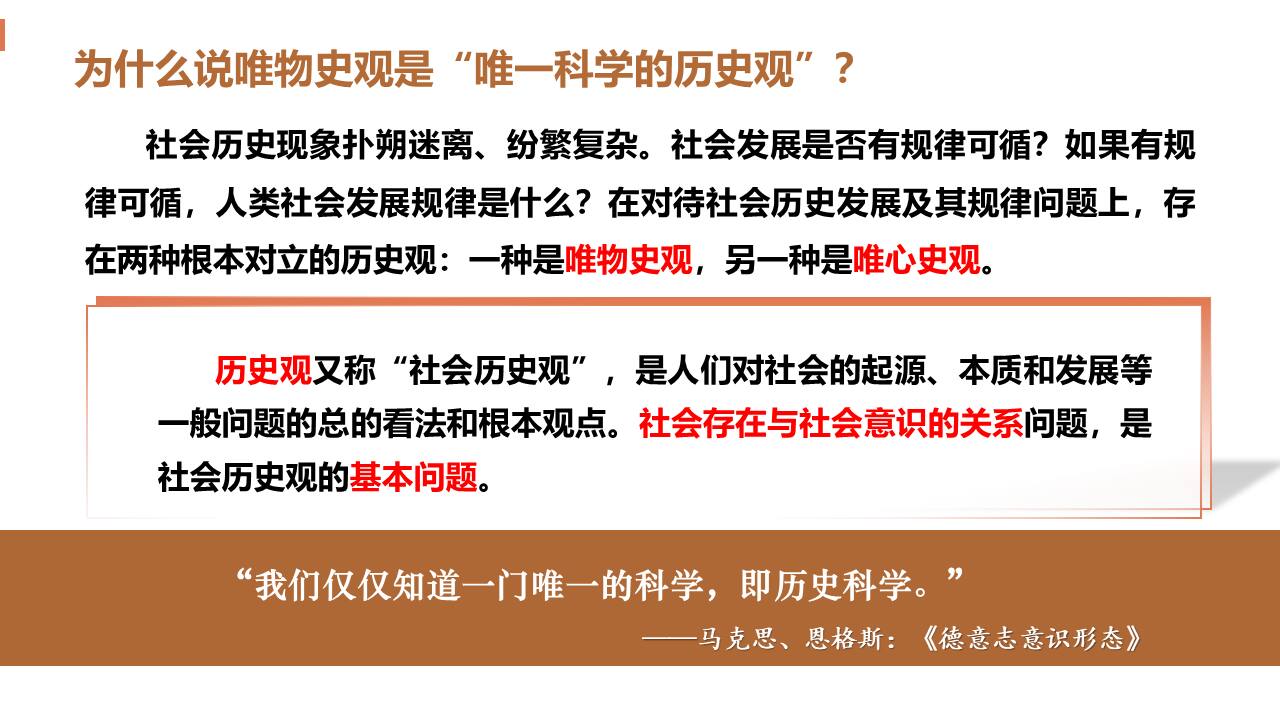 为什么说唯物史观是“唯一科学的历史观”？
社会历史现象扑朔迷离、纷繁复杂。社会发展是否有规律可循？如果有规
律可循，人类社会发展规律是什么？在对待社会历史发展及其规律问题上，存
在两种根本对立的历史观：一种是唯物史观，另一种是唯心史观。
历史观又称“社会历史观”，是人们对社会的起源、本质和发展等
一般问题的总的看法和根本观点。社会存在与社会意识的关系问题，是
社会历史观的基本问题。
“我们仅仅知道一门唯一的科学，即历史科学。”
——马克思、恩格斯：《德意志意识形态》